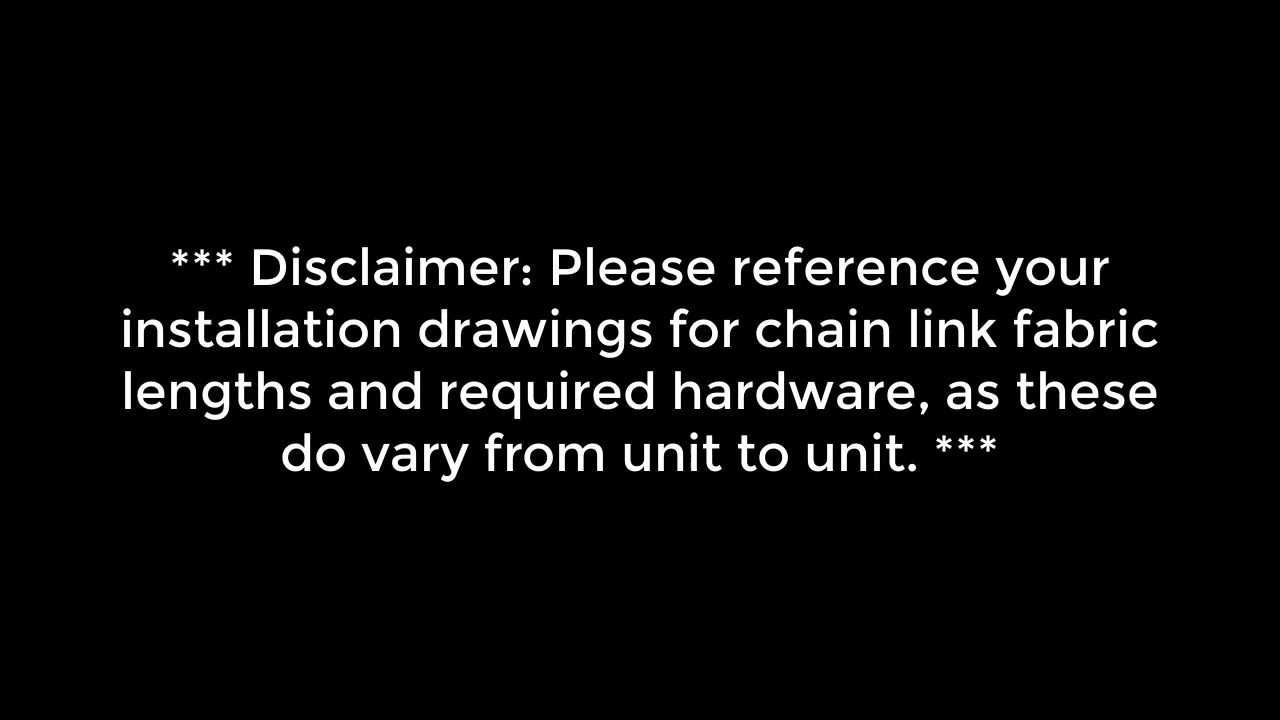 *** Disclaimer: Please reference your
installation drawings for chain link fabric
lengths and required hardware, as these
do vary from unit to unit. ***